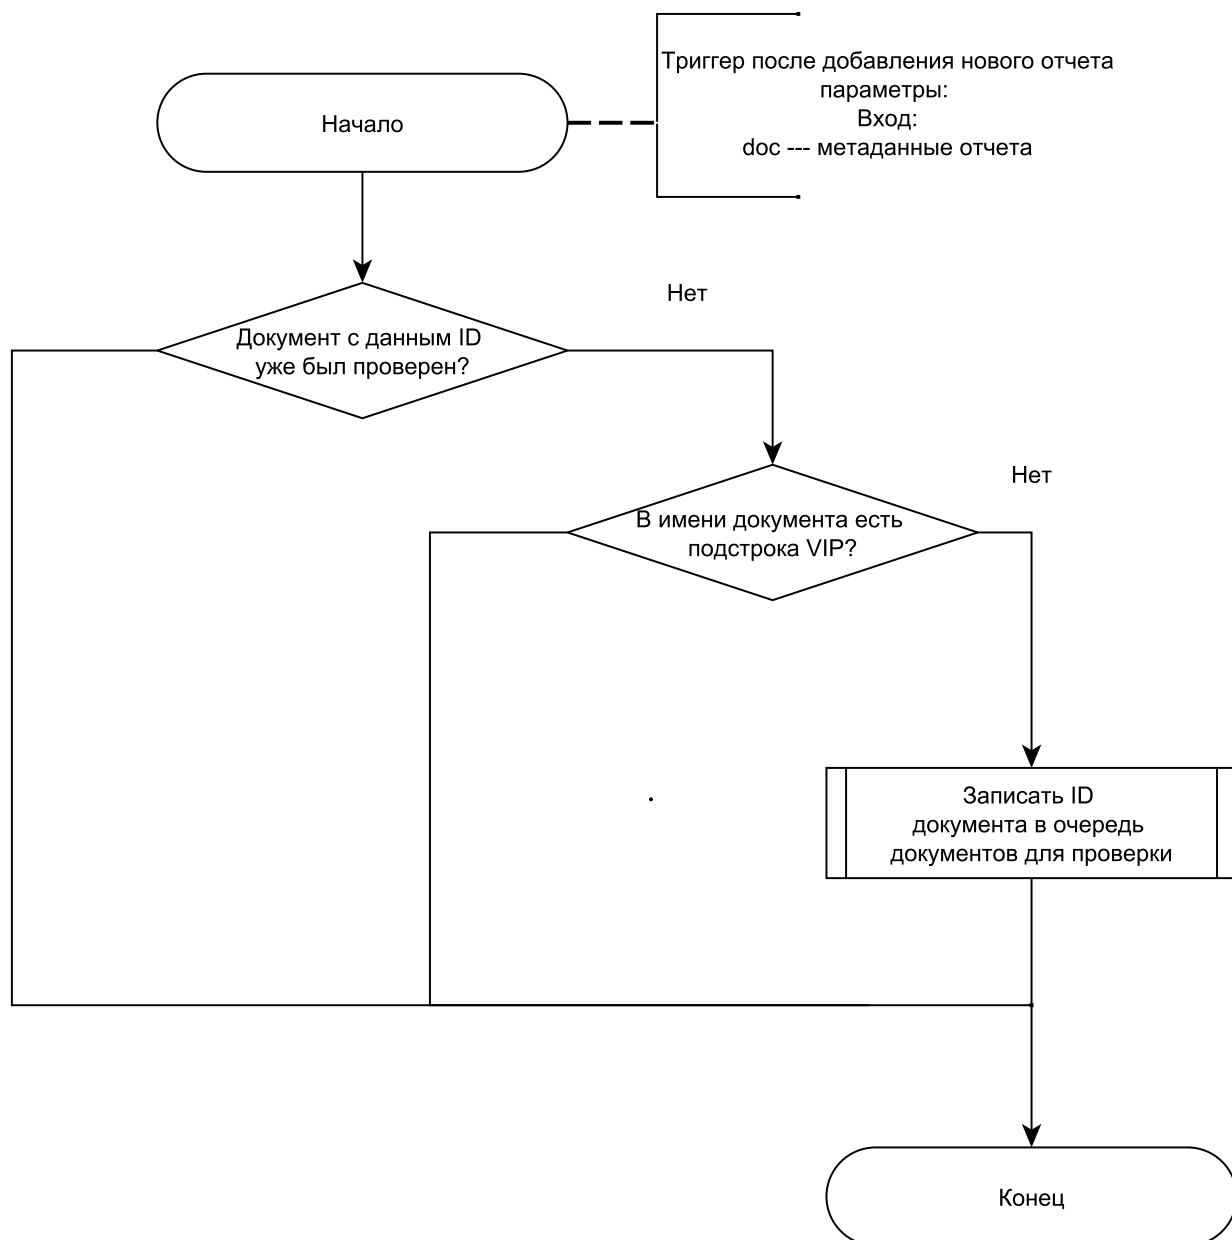 Триггер после добавления нового отчета
параметры:
Вход:
doc --- метаданные отчета
Начало
Нет
Документ с данным ID
уже был проверен?
Нет
В имени документа есть
подстрока VIP?
Записать ID
документа в очередь
документов для проверки
Конец